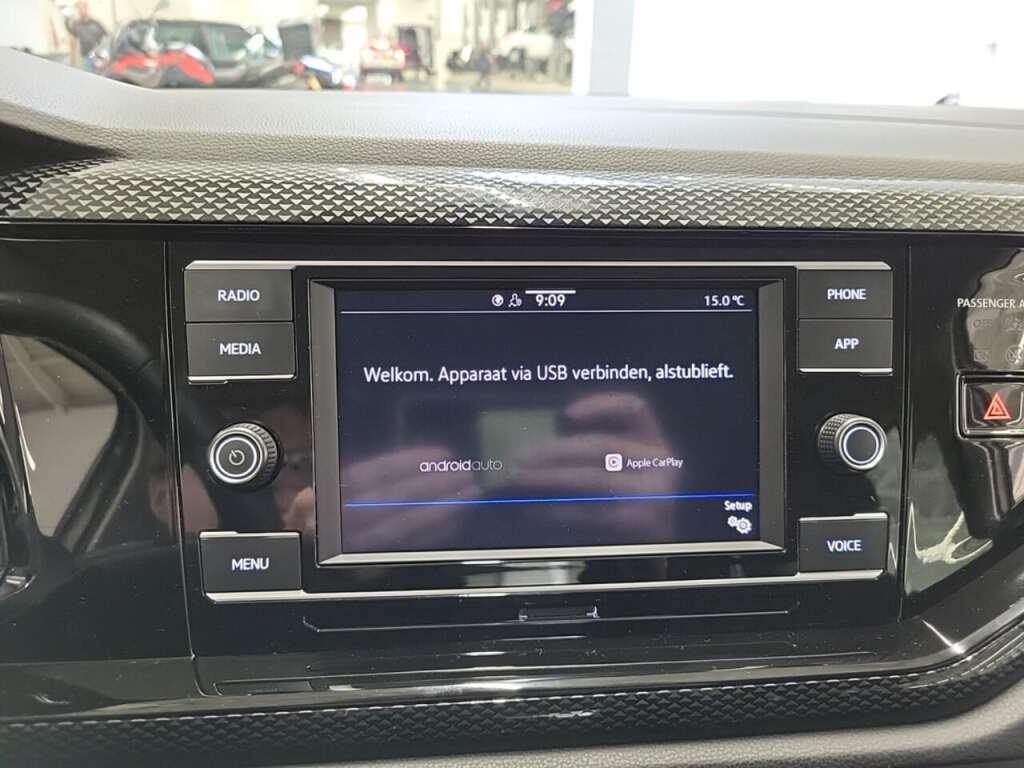 RADIO
MEDIA
MENU
9:09
15.0 °C
Welkom. Apparaat via USB verbinden, alstublieft.
androidauto
Apple CarPlay
Setup
PHONE
APP
VOICE
PASSENGER A